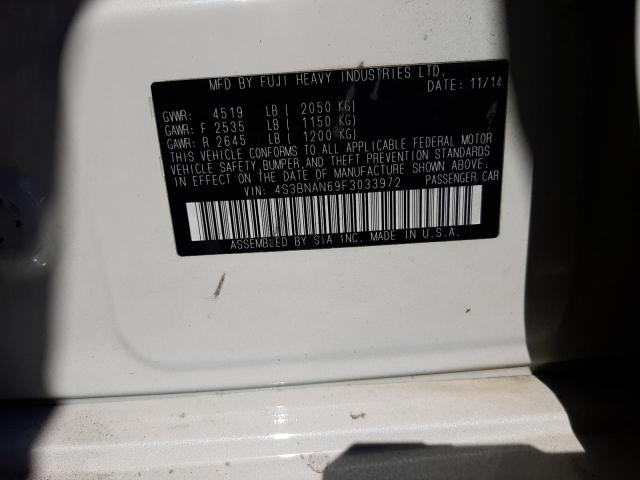 MFD BY FUJI HEAVY INDUSTRIES LTD.
DATE: 11/14
GVWR: 4519 LB ( 2050 KG)
GAWR: F 2535 LB ( 1150 KG)
GAWR: R 2645 LB ( 1200 KG)
THIS VEHICLE CONFORMS TO ALL APPLICABLE FEDERAL MOTOR
VEHICLE SAFETY, BUMPER, AND THEFT PREVENTION STANDARDS
IN EFFECT ON THE DATE OF MANUFACTURE SHOWN ABOVE.
VIN: 4S3BNAN69F3033972 PASSENGER CAR
ASSEMBLED BY SIA INC. MADE IN U.S.A.